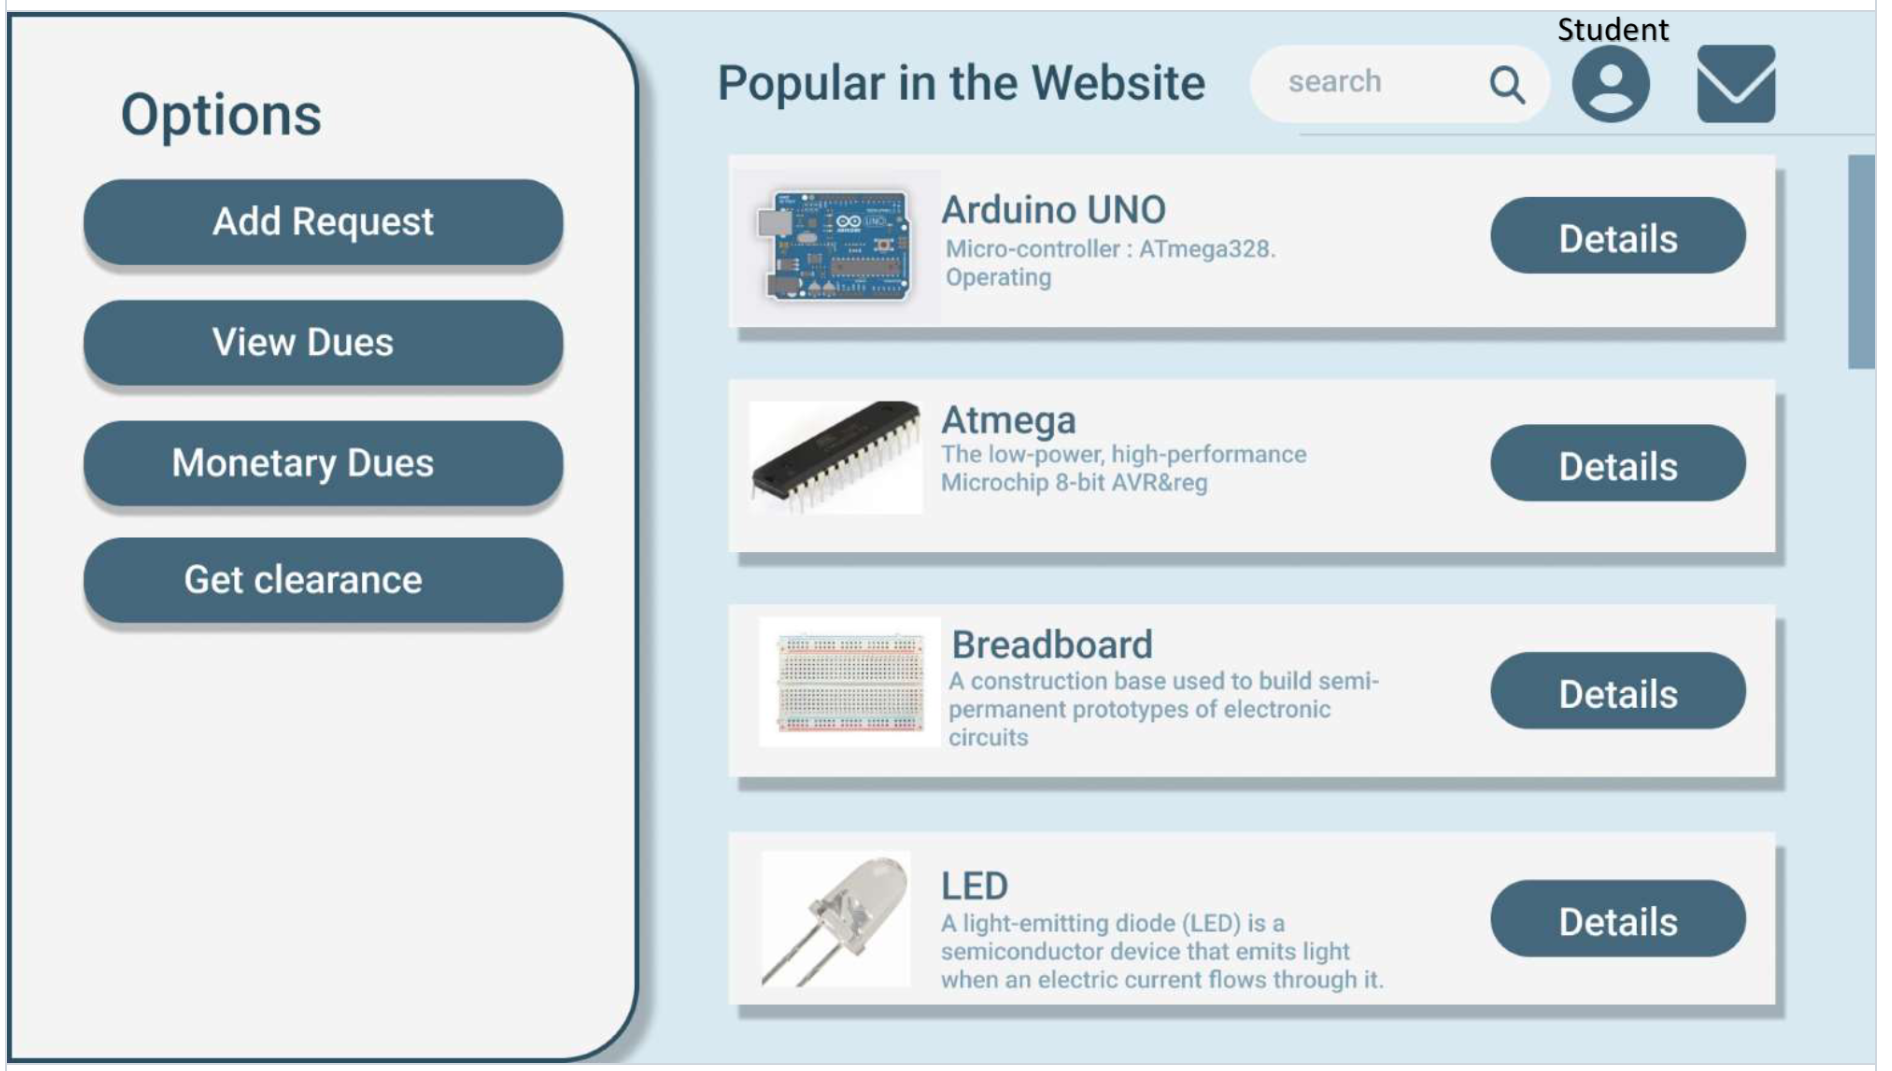 Student
Options
Popular in the Website
search
Add Request
View Dues
Monetary Dues
Get clearance
Arduino UNO
Micro-controller : ATmega328.
Operating
Details
Atmega
The low-power, high-performance
Microchip 8-bit AVR&reg
Details
Breadboard
A construction base used to build semi-
permanent prototypes of electronic
circuits
Details
LED
A light-emitting diode (LED) is a
semiconductor device that emits light
when an electric current flows through it.
Details